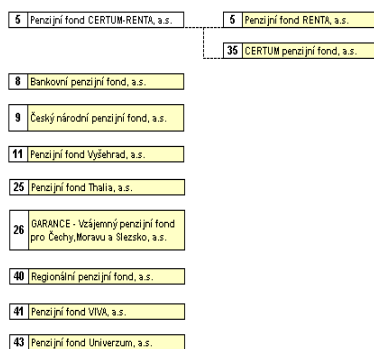 5 Penzijní fond CERTUM-RENTA, a.s.
5 Penzijní fond RENTA, a.s.
35 CERTUM penzijní fond, a.s.
8 Bankovní penzijní fond, a.s.
9 Český národní penzijní fond, a.s.
11 Penzijní fond Vyšehrad, a.s.
25 Penzijní fond Thalia, a.s.
26 GARANCE - Vzájemný penzijní fond
pro Čechy,Moravu a Slezsko, a.s.
40 Regionální penzijní fond, a.s.
41 Penzijní fond VIVA, a.s.
43 Penzijní fond Univerzum, a.s.